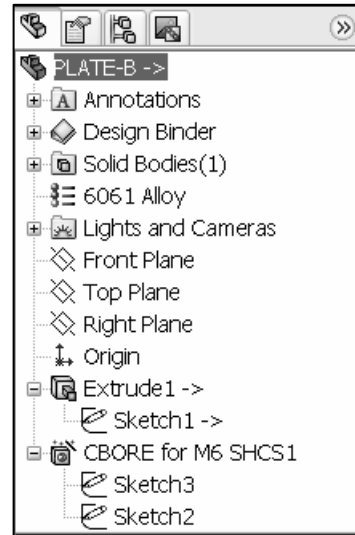 PLATE-B ->
A Annotations
Design Binder
Solid Bodies(1)
6061 Alloy
Lights and Cameras
Front Plane
Top Plane
Right Plane
Origin
Extrude1 ->
Sketch1 ->
CBORE for M6 SHCS1
Sketch3
Sketch2